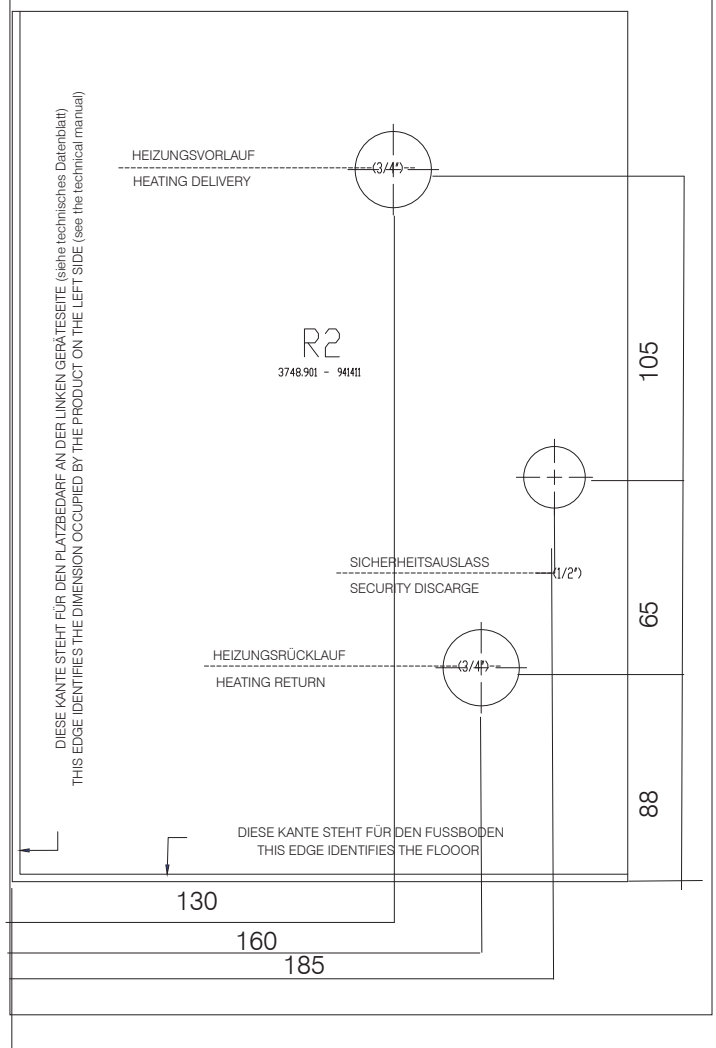 DIESE KANTE STEHT FÜR DEN PLATZBEDARF AN DER LINKEN GERÄTESEITE (siehe technisches Datenblatt)
THIS EDGE IDENTIFIES THE DIMENSION OCCUPIED BY THE PRODUCT ON THE LEFT SIDE (see the technical manual)
HEIZUNGSVORLAUF
(3/4")
HEATING DELIVERY
R2
3748.901 - 941411
105
SICHERHEITSAUSLASS
(1/2")
SECURITY DISCARGE
65
HEIZUNGSRÜCKLAUF
(3/4")
HEATING RETURN
88
DIESE KANTE STEHT FÜR DEN FUSSBODEN
THIS EDGE IDENTIFIES THE FLOOOR
130
160
185